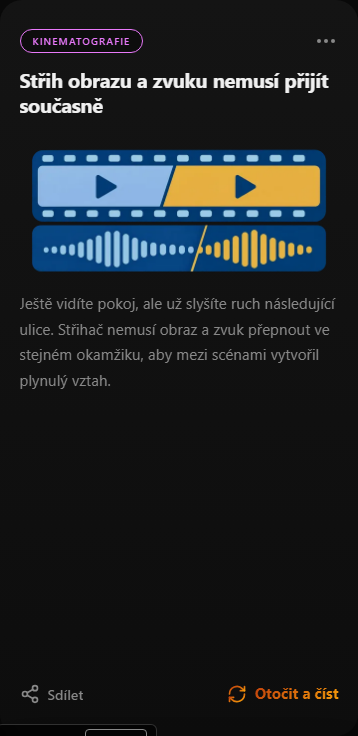 KINEMATOGRAFIE
Střih obrazu a zvuku nemusí přijít
současně
Ještě vidíte pokoj, ale už slyšíte ruch následující
ulice. Střihač nemusí obraz a zvuk přepnout ve
stejném okamžiku, aby mezi scénami vytvořil
plynulý vztah.
Sdílet
Otočit a číst